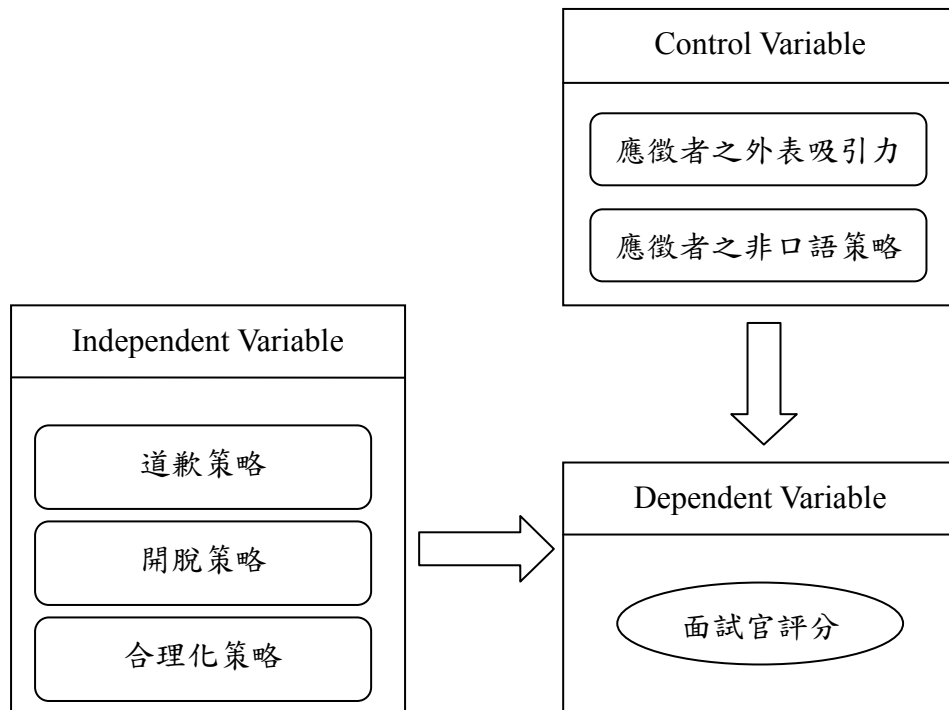 Control Variable
應徵者之外表吸引力
應徵者之非口語策略
Independent Variable
道歉策略
開脫策略
合理化策略
Dependent Variable
面試官評分